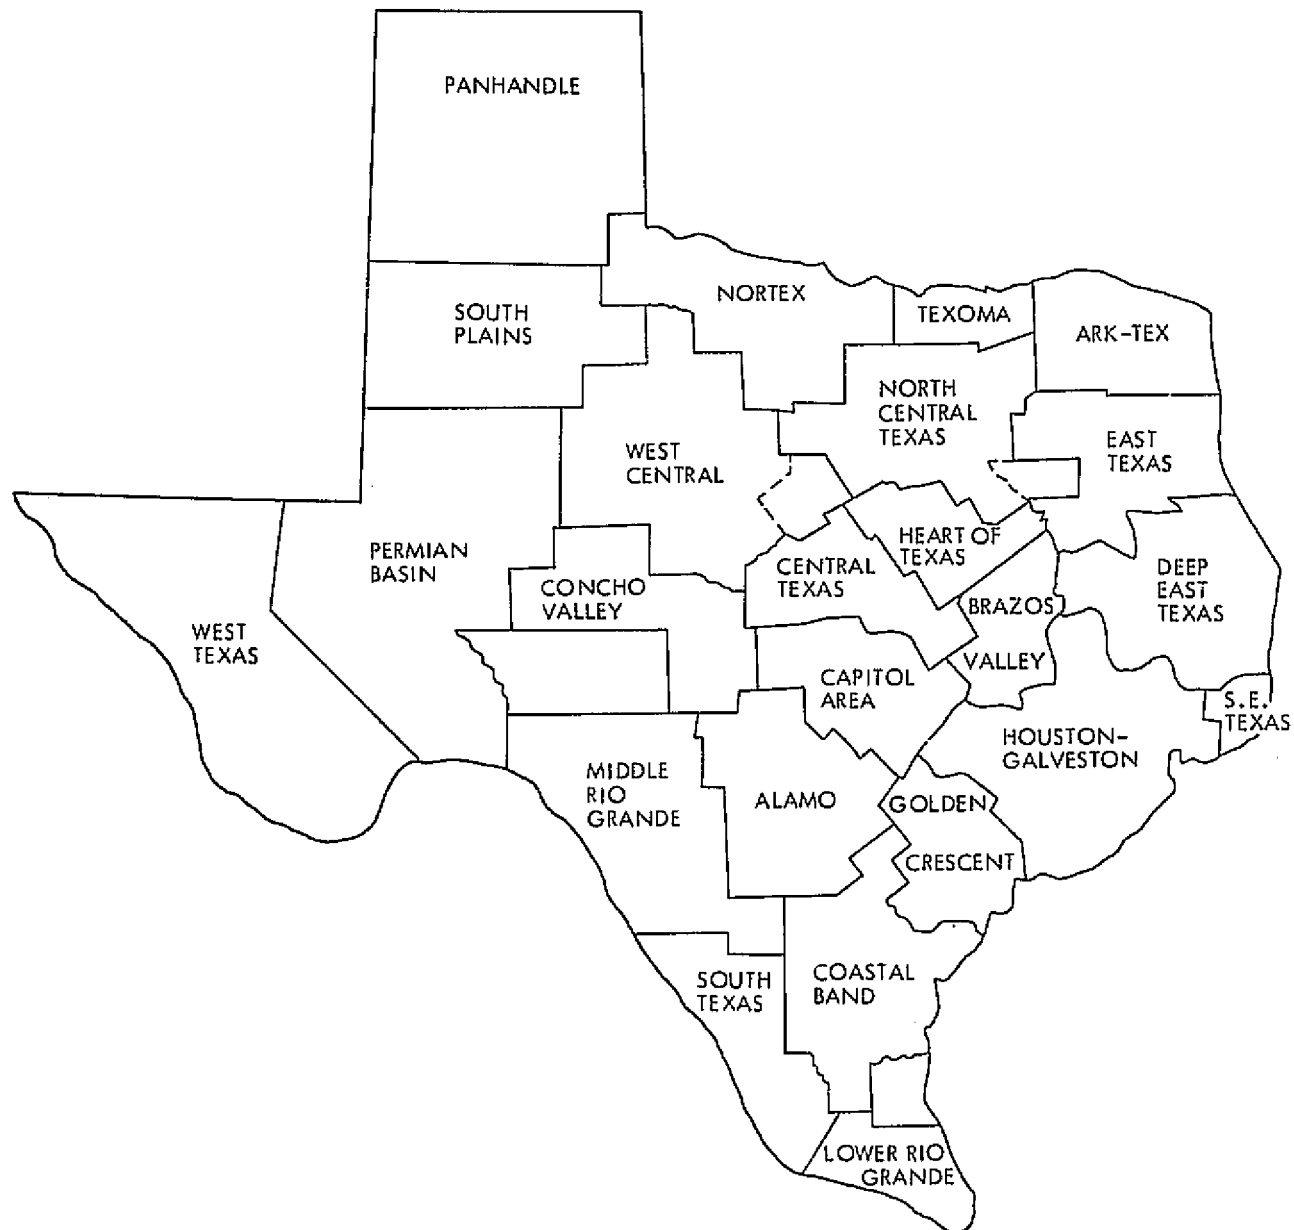 PANHANDLE
NORTEX
TEXOMA
SOUTH
PLAINS
ARK-TEX
NORTH
CENTRAL
TEXAS
WEST
CENTRAL
EAST
TEXAS
PERMIAN
BASIN
HEART OF
TEXAS
CENTRAL
TEXAS
CONCHO
VALLEY
DEEP
EAST
TEXAS
BRAZOS
VALLEY
WEST
TEXAS
CAPITOL
AREA
S.E.
TEXAS
HOUSTON-
GALVESTON
MIDDLE
RIO
GRANDE
ALAMO
GOLDEN
CRESCENT
SOUTH
TEXAS
COASTAL
BAND
LOWER RIO
GRANDE